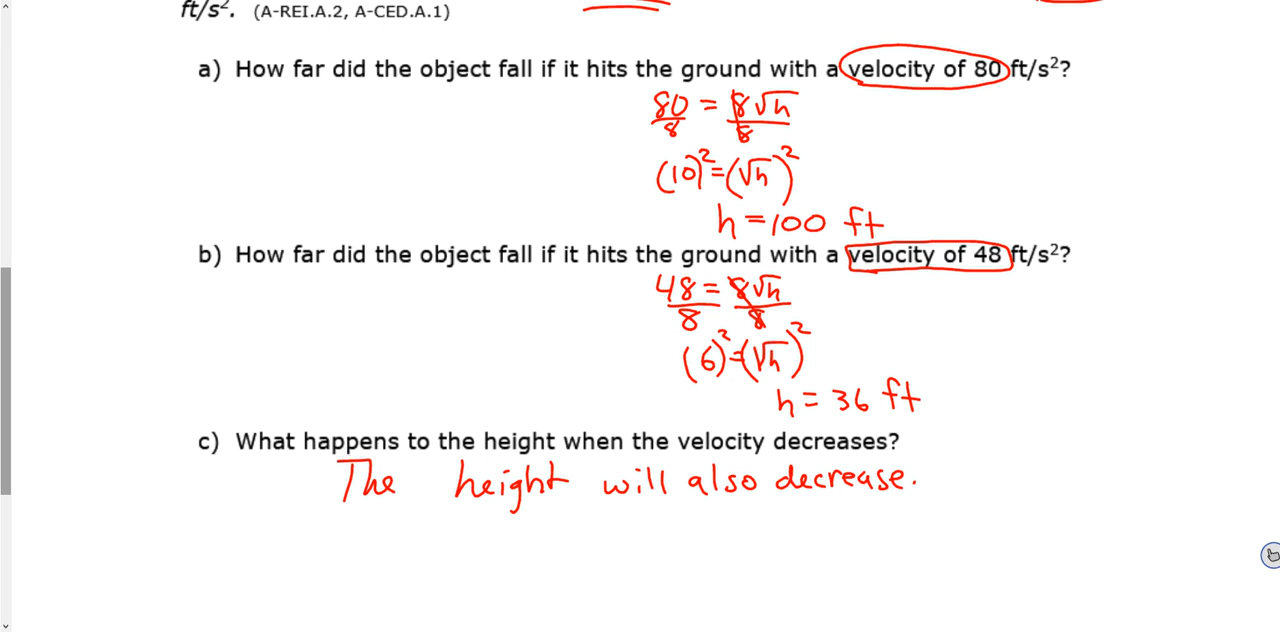 ft/s². (A-REI.A.2, A-CED.A.1)
a) How far did the object fall if it hits the ground with a velocity of 80 ft/s²?
80/8 = 8√h/8
(10)² = (√h)²
h = 100 ft
b) How far did the object fall if it hits the ground with a velocity of 48 ft/s²?
48/8 = 8√h/8
(6)² = (√h)²
h = 36 ft
c) What happens to the height when the velocity decreases?
The height will also decrease.